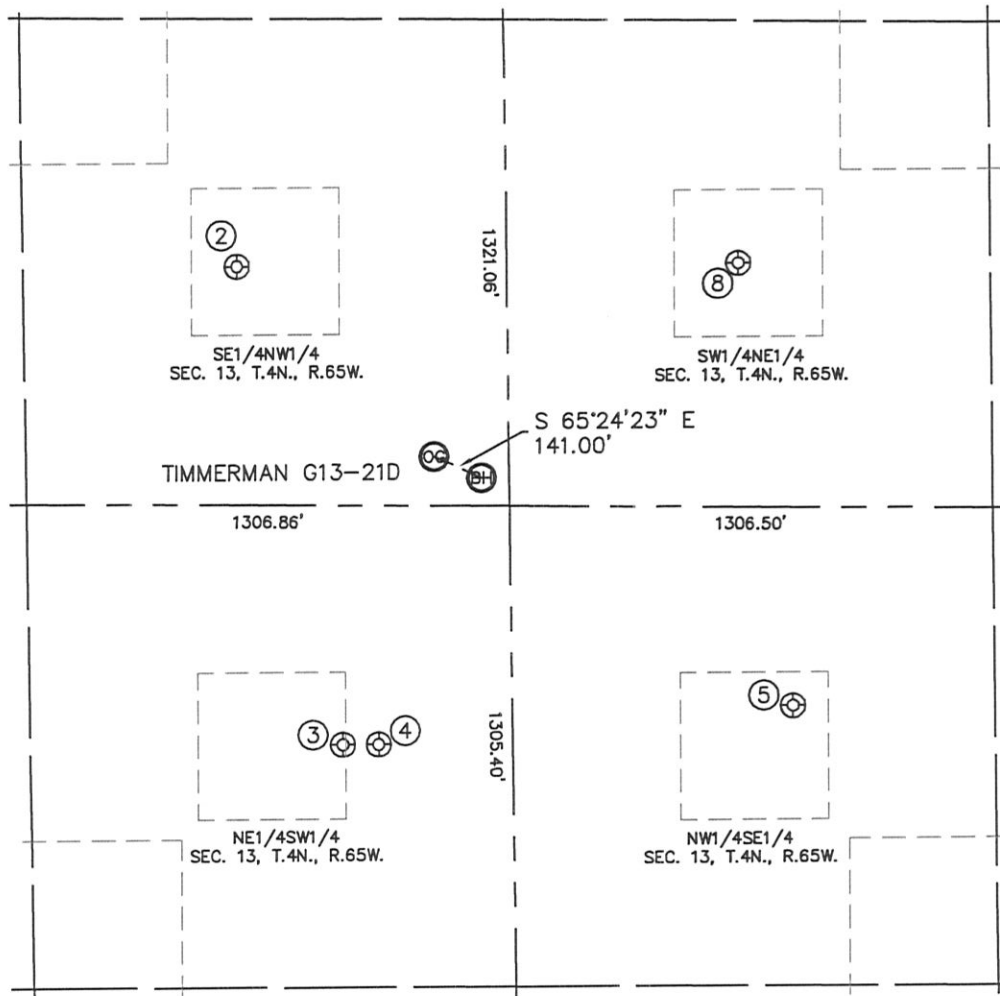 2
1321.06'
8
SE1/4NW1/4
SEC. 13, T.4N., R.65W.
SW1/4NE1/4
SEC. 13, T.4N., R.65W.
S 65°24'23" E
141.00'
TIMMERMAN G13-21D
OG
BH
1306.86'
1306.50'
3
4
1305.40'
5
NE1/4SW1/4
SEC. 13, T.4N., R.65W.
NW1/4SE1/4
SEC. 13, T.4N., R.65W.